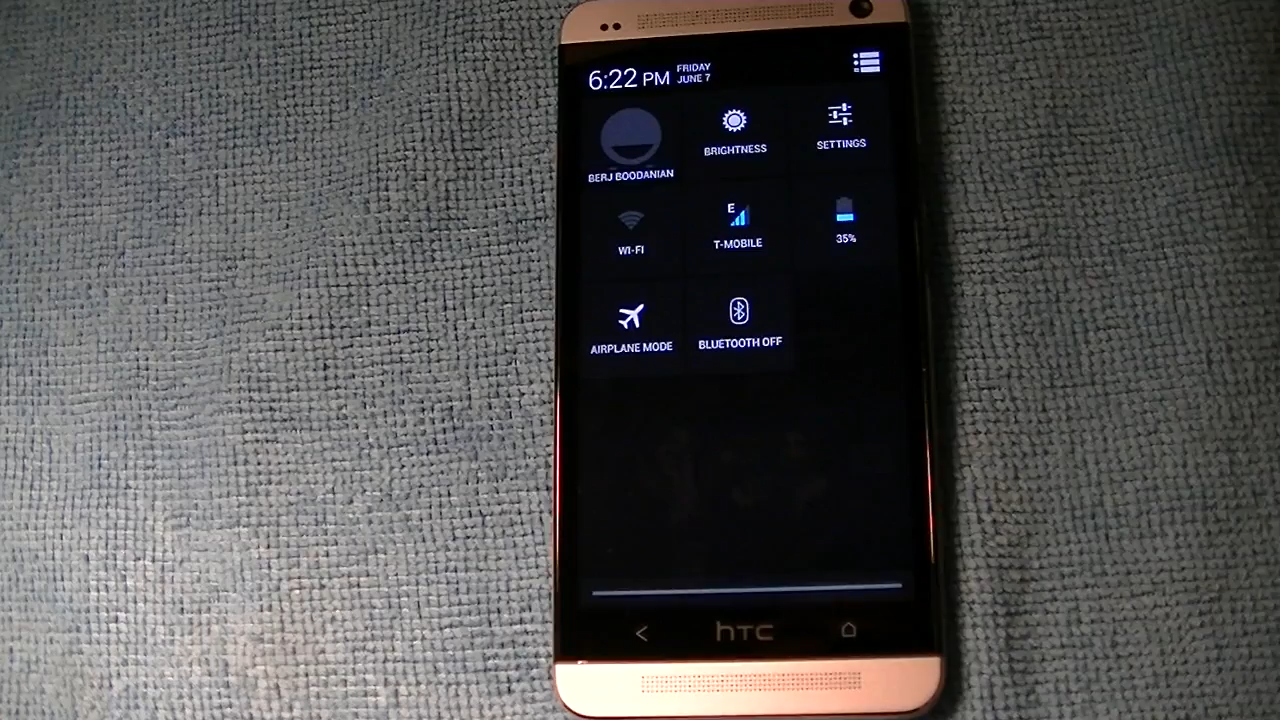 6:22 PM FRIDAY
JUNE 7
BERJ BOODANIAN
BRIGHTNESS
SETTINGS
WI-FI
E
T-MOBILE
35%
AIRPLANE MODE
BLUETOOTH OFF
hTC